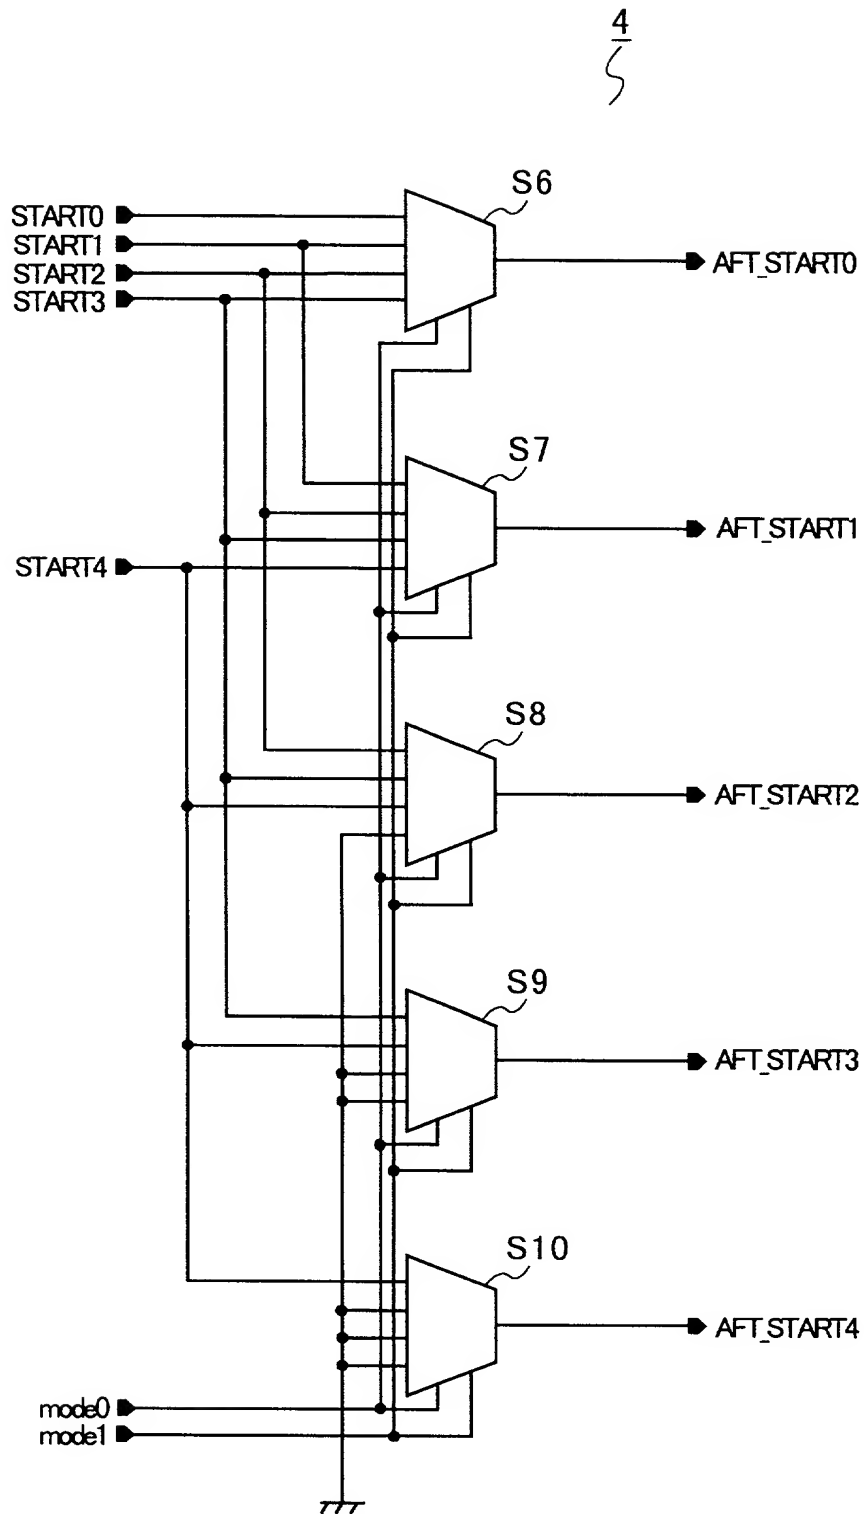 4
S6
START0
START1
START2
START3
AFT_START0
S7
AFT_START1
START4
S8
AFT_START2
S9
AFT_START3
S10
AFT_START4
mode0
mode1